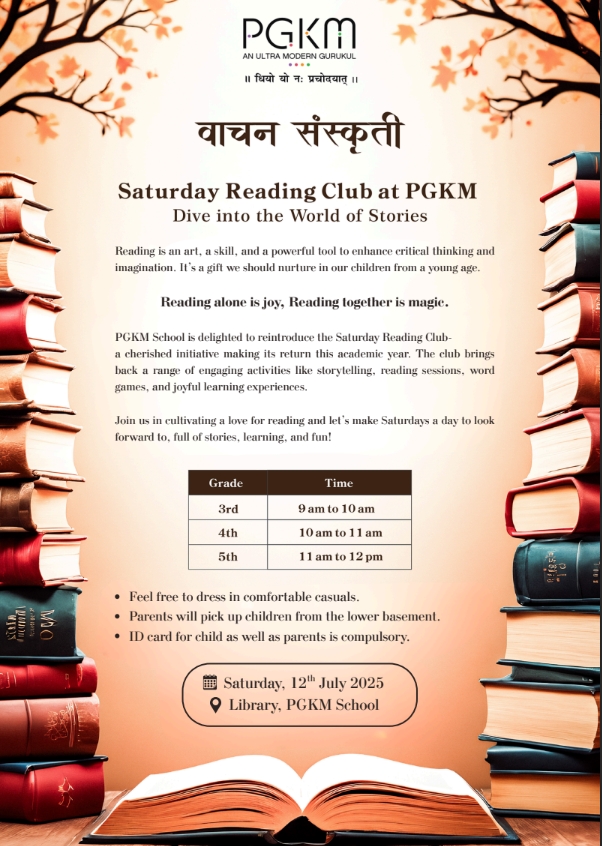 PGKM
AN ULTRA MODERN GURUKUL
॥ धियो यो नः प्रचोदयात् ।।
वाचन संस्कृती
Saturday Reading Club at PGKM
Dive into the World of Stories
Reading is an art, a skill, and a powerful tool to enhance critical thinking and
imagination. It's a gift we should nurture in our children from a young age.
Reading alone is joy, Reading together is magic.
PGKM School is delighted to reintroduce the Saturday Reading Club-
a cherished initiative making its return this academic year. The club brings
back a range of engaging activities like storytelling, reading sessions, word
games, and joyful learning experiences.
Join us in cultivating a love for reading and let's make Saturdays a day to look
forward to, full of stories, learning, and fun!
Grade Time
3rd 9 am to 10 am
4th 10 am to 11 am
5th 11 am to 12 pm
• Feel free to dress in comfortable casuals.
• Parents will pick up children from the lower basement.
• ID card for child as well as parents is compulsory.
Saturday, 12th July 2025
Library, PGKM School